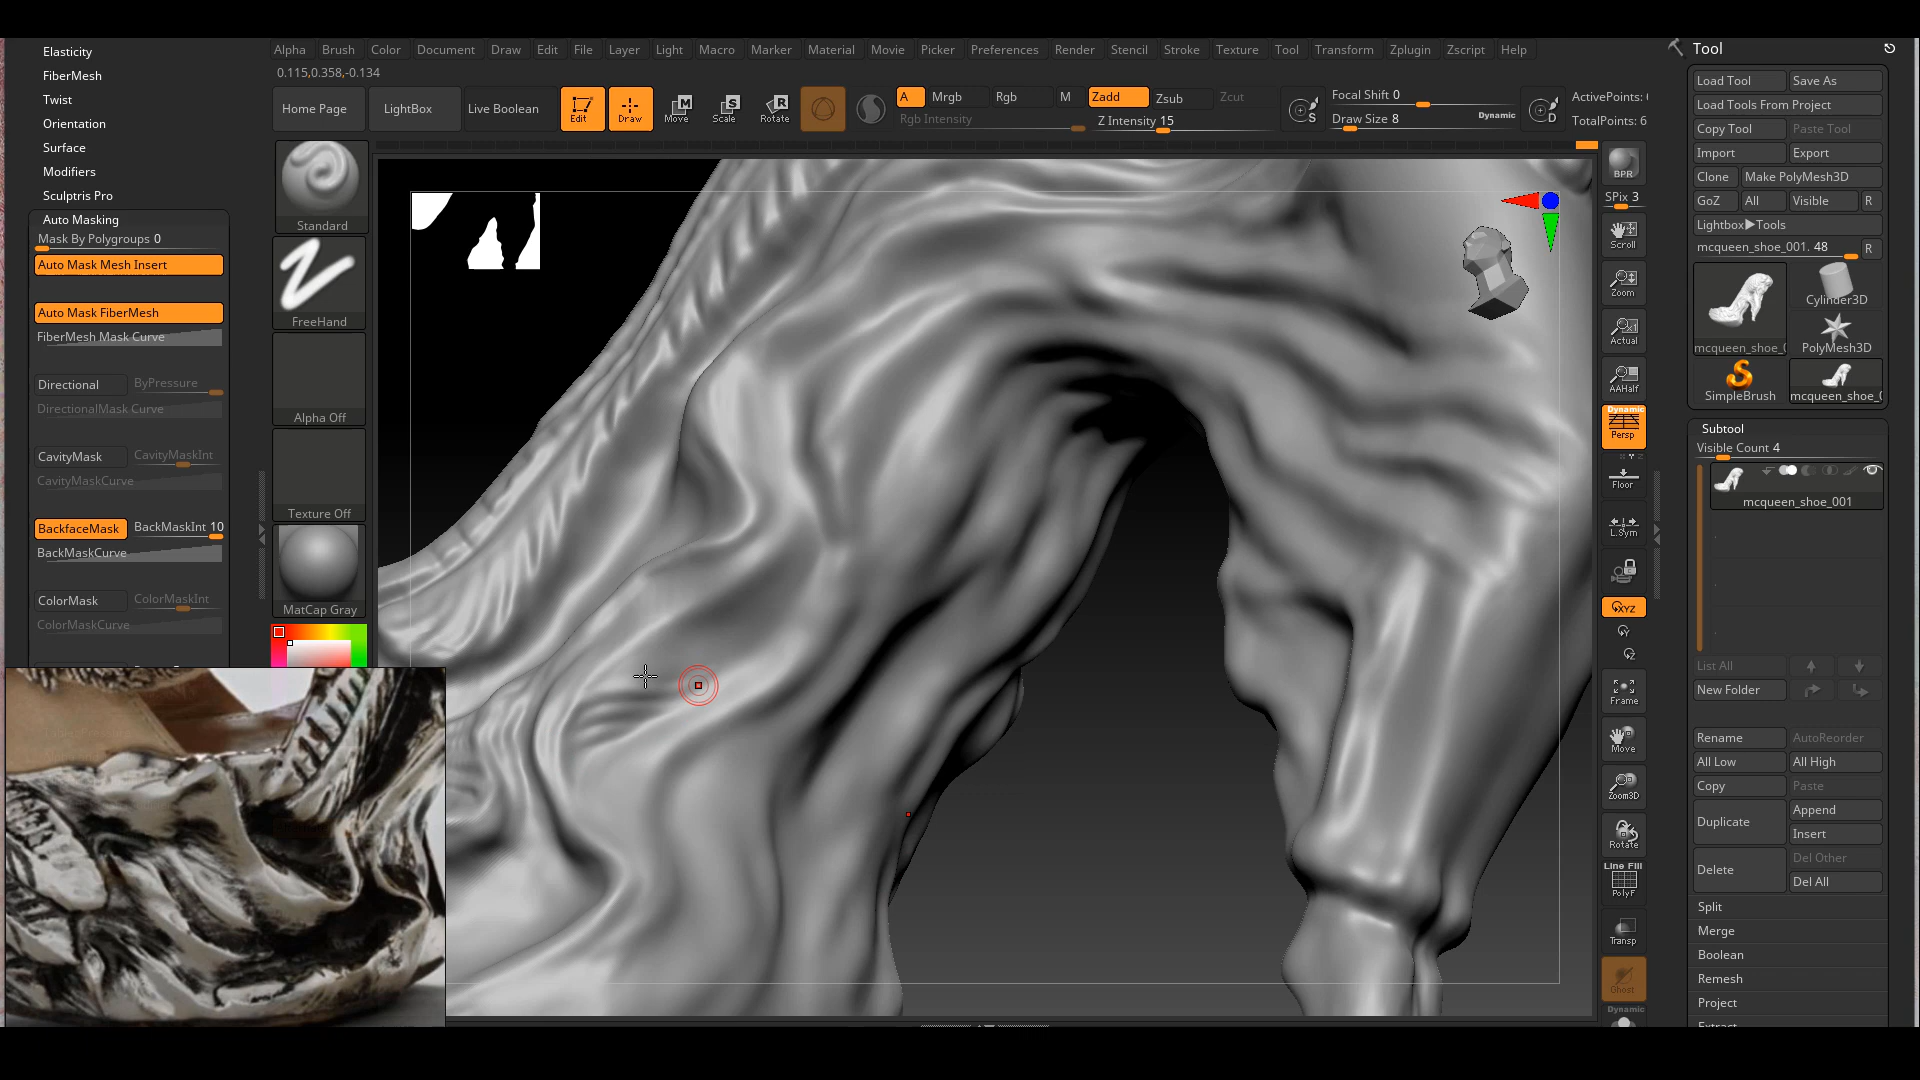 Elasticity
FiberMesh
Twist
Orientation
Surface
Modifiers
Sculptris Pro
Auto Masking
Mask By Polygroups 0
Auto Mask Mesh Insert
Auto Mask FiberMesh
FiberMesh Mask Curve
Directional ByPressure
DirectionalMask Curve
CavityMask CavityMaskInt
CavityMaskCurve
BackfaceMask BackMaskInt 10
BackMaskCurve
ColorMask ColorMaskInt
ColorMaskCurve
Alpha Brush Color Document Draw Edit File Layer Light Macro Marker Material Movie Picker Preferences Render Stencil Stroke Texture Tool Transform Zplugin Zscript Help
0.115,0.358,-0.134
Home Page LightBox Live Boolean Edit Draw Move Scale Rotate
A Mrgb Rgb M Zadd Zsub Zcut
Rgb Intensity Z Intensity 15
S Focal Shift 0
Draw Size 8 Dynamic
D ActivePoints:
TotalPoints: 6
Standard
FreeHand
Alpha Off
Texture Off
MatCap Gray
BPR
SPix 3
Scroll
Zoom
Actual
AAHalf
Dynamic
Persp
Floor
L.Sym
XYZ
Y
Z
Frame
Move
Zoom3D
Rotate
Line Fill
PolyF
Transp
Ghost
Dynamic
Tool
Load Tool Save As
Load Tools From Project
Copy Tool Paste Tool
Import Export
Clone Make PolyMesh3D
GoZ All Visible R
Lightbox▶Tools
mcqueen_shoe_001. 48 R
Cylinder3D
mcqueen_shoe_0 PolyMesh3D
SimpleBrush mcqueen_shoe_0
Subtool
Visible Count 4
mcqueen_shoe_001
List All
New Folder
Rename AutoReorder
All Low All High
Copy Paste
Duplicate Append
Insert
Delete Del Other
Del All
Split
Merge
Boolean
Remesh
Project
Extract